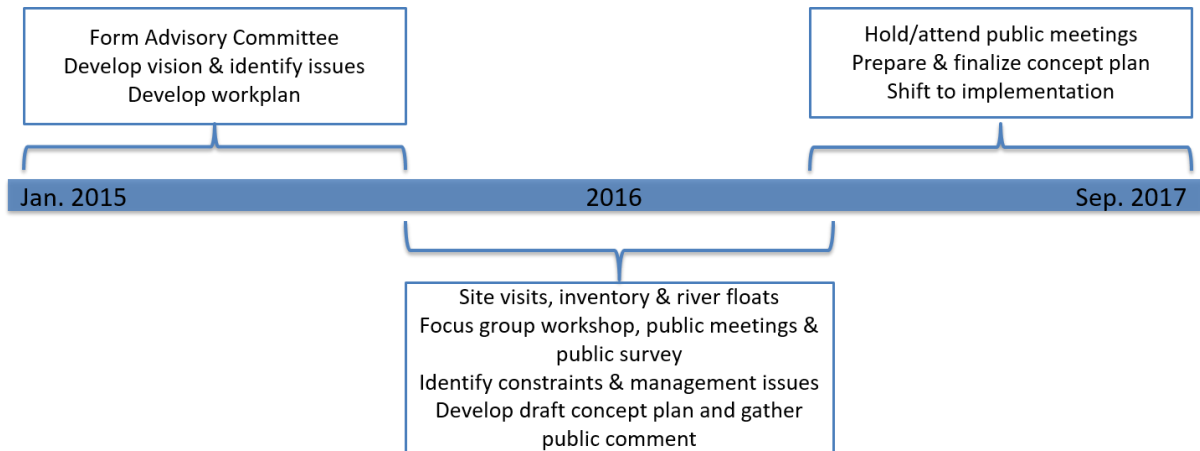 Form Advisory Committee
Develop vision & identify issues
Develop workplan
Hold/attend public meetings
Prepare & finalize concept plan
Shift to implementation
Jan. 2015
2016
Sep. 2017
Site visits, inventory & river floats
Focus group workshop, public meetings &
public survey
Identify constraints & management issues
Develop draft concept plan and gather
public comment